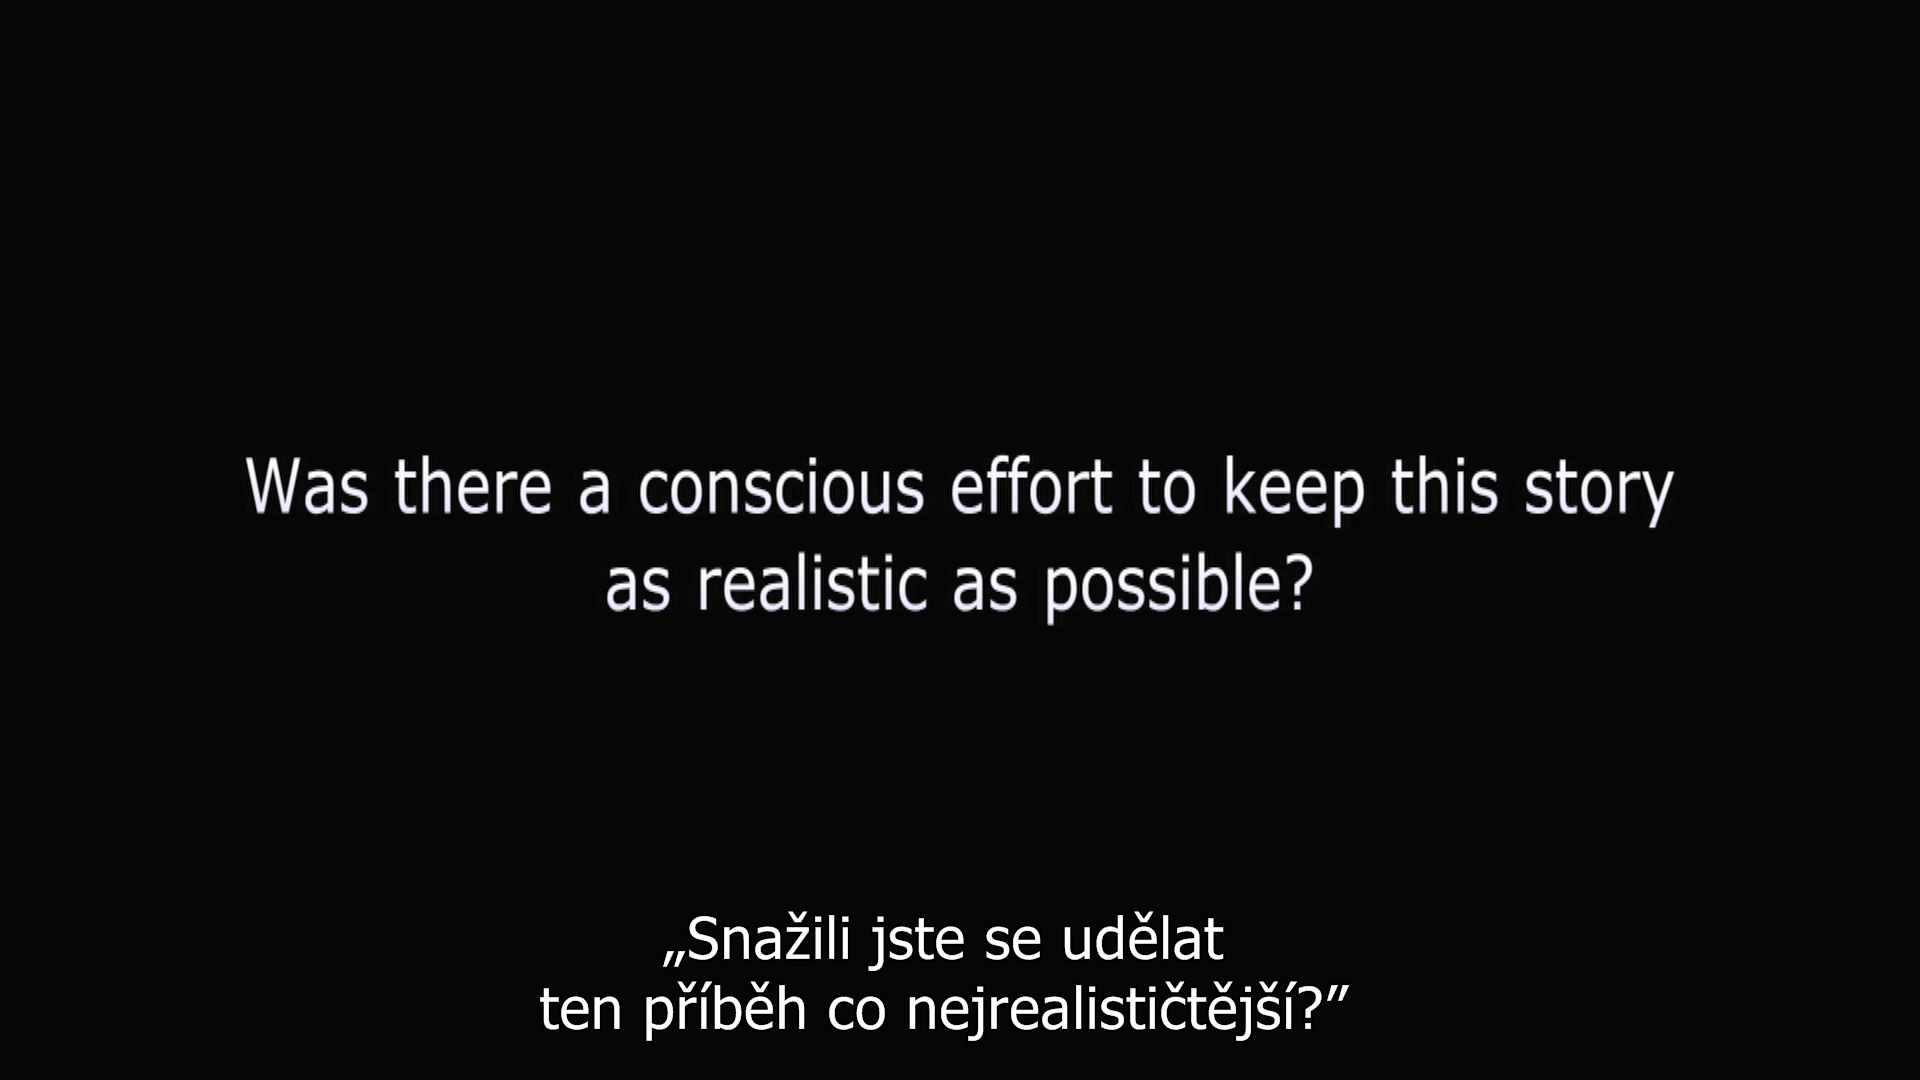 Was there a conscious effort to keep this story
as realistic as possible?
„Snažili jste se udělat
ten příběh co nejrealističtější?”